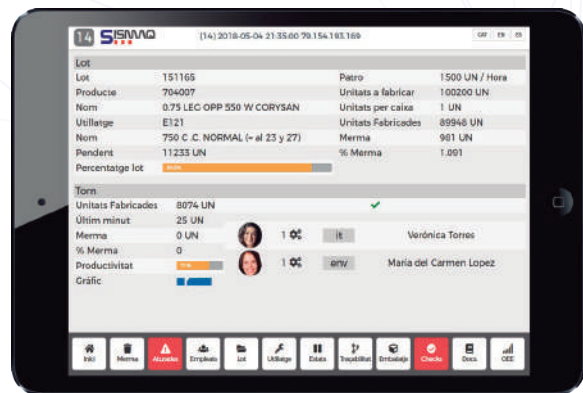 14 SISMAQ (14) 2018-05-04 21:35:00 79.154.193.169 CAT EN ES
Lot
Lot 151165 Patro 1500 UN / Hora
Producte 704007 Unitats a fabricar 100200 UN
Nom 0.75 LEG OPP 550 W CORYSAN Unitats per caixa 1 UN
Utillatge E121 Unitats Fabricades 89948 UN
Nom 750 C .C. NORMAL (= al 23 y 27) Merma 981 UN
Pendent 11233 UN % Merma 1.091
Percentatge lot
Torn
Unitats Fabricades 8074 UN
Últim minut 25 UN
Merma 0 UN 1 it Verónica Torres
% Merma 0
Productivitat 1 env Maria del Carmen Lopez
Gráfic
Inici Merma Aturades Empleats Lot Utillatge Estats Traçabilitat Embalatje Checks Docs. OEE